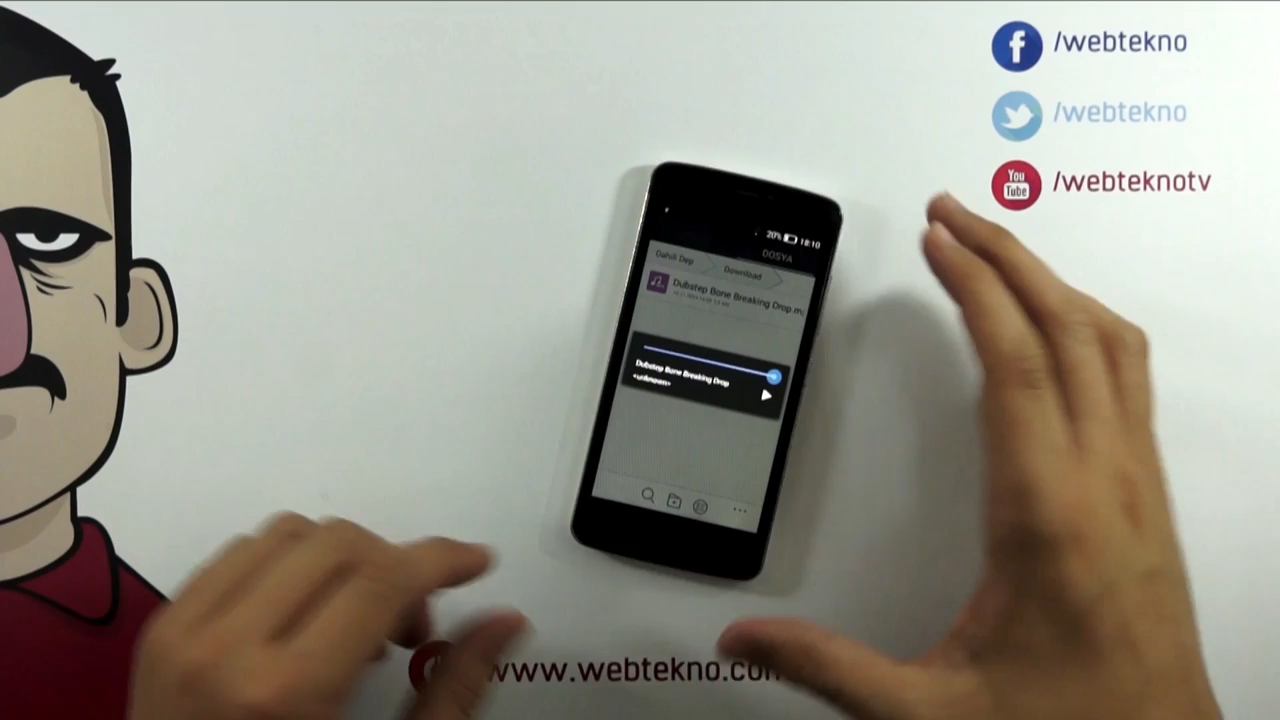 /webtekno
/webtekno
You
Tube
/webteknotv
20% 18:10
DOSYA
Dahili Dep
Download
Dubstep Bone Breaking Drop.m
Dubstep Bone Breaking Drop
<unknown>
www.webtekno.com